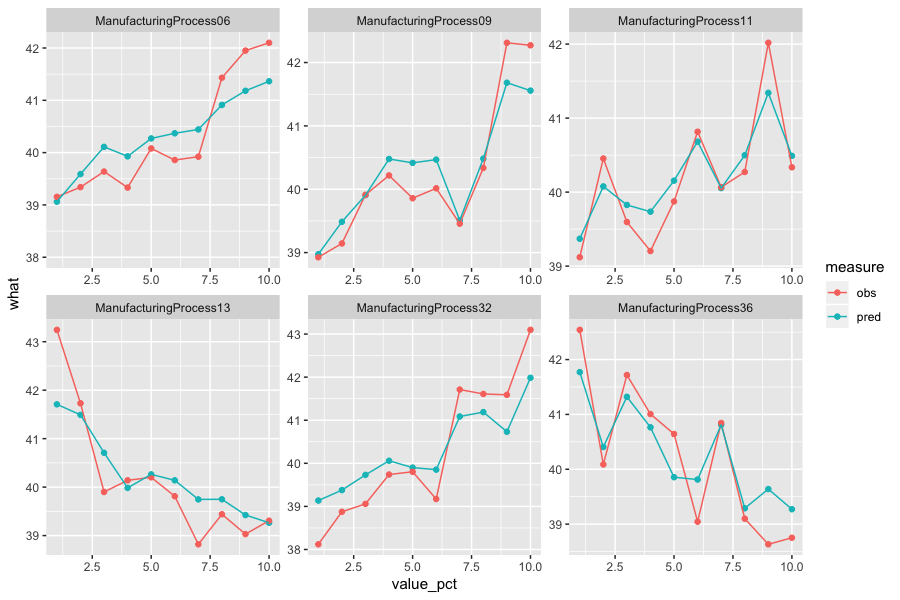 ManufacturingProcess06 ManufacturingProcess09 ManufacturingProcess11
42
41
40
39
38
2.5 5.0 7.5 10.0
42
41
40
39
2.5 5.0 7.5 10.0
42
41
40
39
2.5 5.0 7.5 10.0
what
ManufacturingProcess13 ManufacturingProcess32 ManufacturingProcess36
43
42
41
40
39
2.5 5.0 7.5 10.0
43
42
41
40
39
38
2.5 5.0 7.5 10.0
42
41
40
39
2.5 5.0 7.5 10.0
value_pct
measure
obs
pred